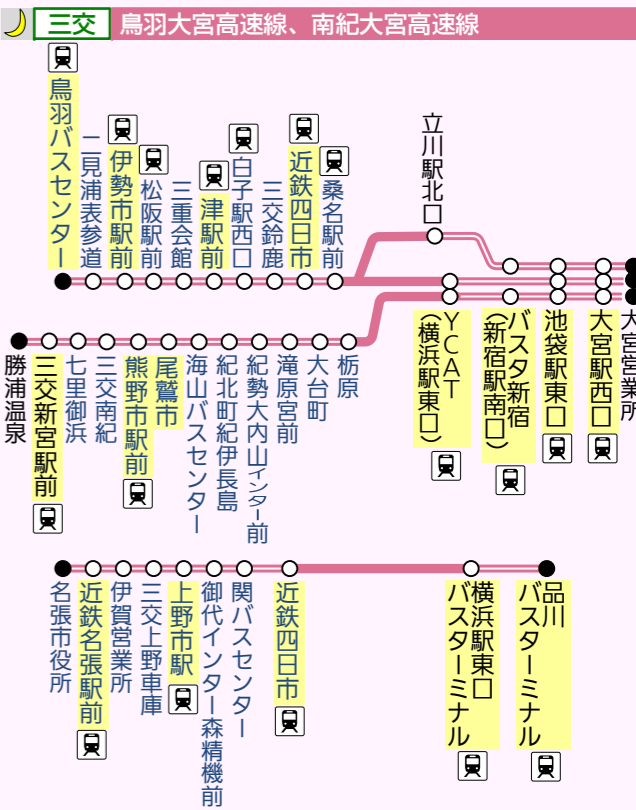 三交 鳥羽大宮高速線、南紀大宮高速線
鳥羽バスセンター
二見浦表参道
伊勢市駅前
松阪駅前
三重会館
津駅前
白子駅西口
三交鈴鹿
近鉄四日市
桑名駅前
立川駅北口
勝浦温泉
三交新宮駅前
七里御浜
三交南紀
熊野市駅前
尾鷲市
海山バスセンター
紀北町紀伊長島
紀勢大内山インター前
滝原宮前
大台町
栃原
YCAT
（横浜駅東口）
バスタ新宿
（新宿駅南口）
池袋駅東口
大宮駅西口
大宮営業所
名張市役所
近鉄名張駅前
伊賀営業所
三交上野車庫
上野市駅
御代インター森精機前
関バスセンター
近鉄四日市
横浜駅東口
バスターミナル
品川
バスターミナル